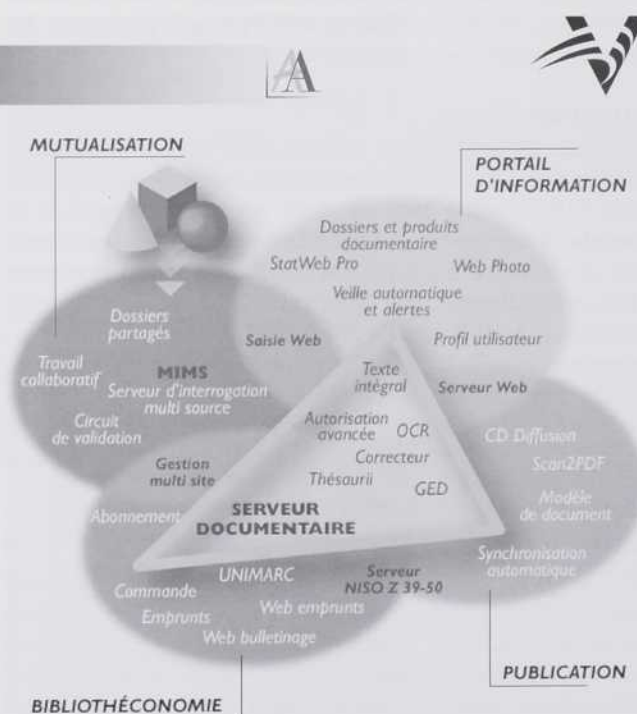 A
MUTUALISATION
PORTAIL
D'INFORMATION
Dossiers et produits
documentaire
StatWeb Pro
Web Photo
Veille automatique
et alertes
Dossiers
partagés
Saisie Web
Profil utilisateur
Travail
collaboratif
MIMS
Serveur d'interrogation
multi source
Texte
intégral
Serveur Web
Circuit
de validation
Autorisation
avancée
OCR
CD Diffusion
Correcteur
Scan2PDF
Gestion
multi site
Thésaurii
GED
Modèle
de document
Abonnement
SERVEUR
DOCUMENTAIRE
Synchronisation
automatique
UNIMARC
Serveur
NISO Z 39-50
Commande
Emprunts
Web emprunts
Web bulletinage
PUBLICATION
BIBLIOTHÉCONOMIE